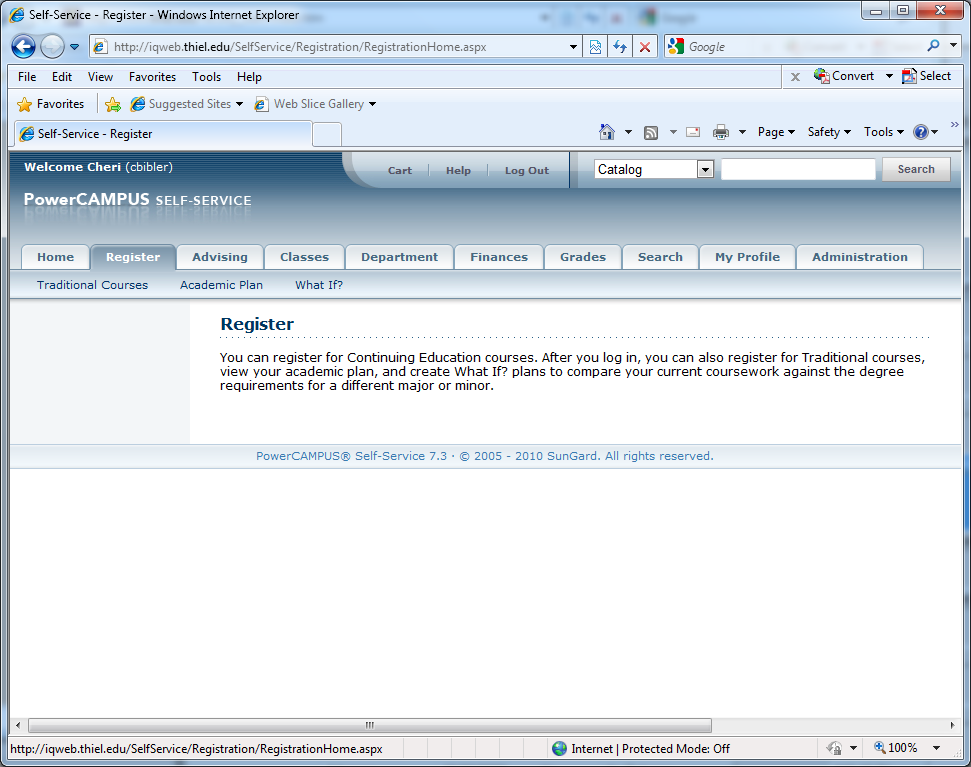 Self-Service - Register - Windows Internet Explorer
http://iqweb.thiel.edu/SelfService/Registration/RegistrationHome.aspx
Google
File Edit View Favorites Tools Help
x Convert Select
Favorites Suggested Sites Web Slice Gallery
Self-Service - Register
Page Safety Tools »
Welcome Cheri (cbibler)
Cart Help Log Out Catalog Search
PowerCAMPUS SELF-SERVICE
Home Register Advising Classes Department Finances Grades Search My Profile Administration
Traditional Courses Academic Plan What If?
Register
You can register for Continuing Education courses. After you log in, you can also register for Traditional courses,
view your academic plan, and create What If? plans to compare your current coursework against the degree
requirements for a different major or minor.
PowerCAMPUS® Self-Service 7.3 · © 2005 - 2010 SunGard. All rights reserved.
http://iqweb.thiel.edu/SelfService/Registration/RegistrationHome.aspx Internet | Protected Mode: Off 100%